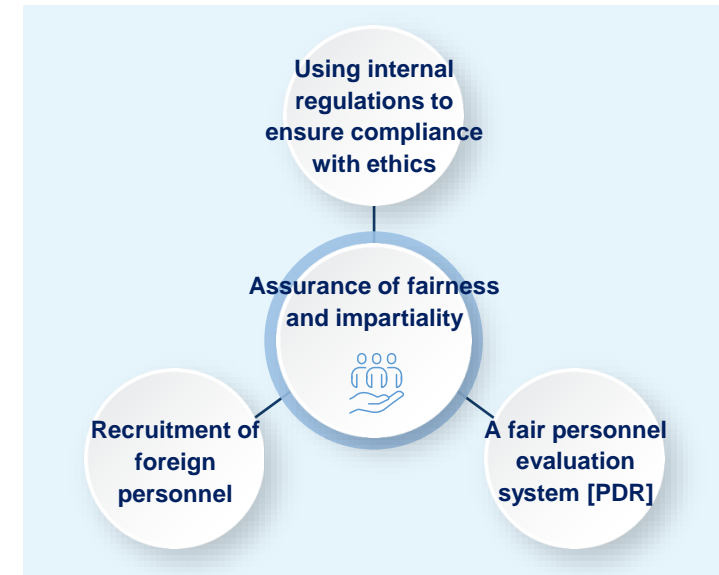 Using internal
regulations to
ensure compliance
with ethics
Assurance of fairness
and impartiality
Recruitment of
foreign
personnel
A fair personnel
evaluation
system [PDR]